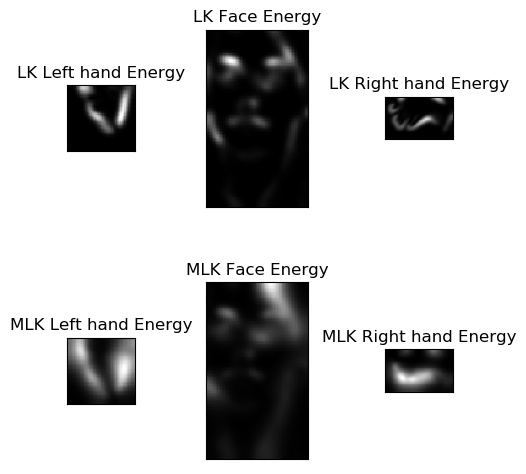 LK Face Energy
LK Left hand Energy
LK Right hand Energy
MLK Face Energy
MLK Left hand Energy
MLK Right hand Energy